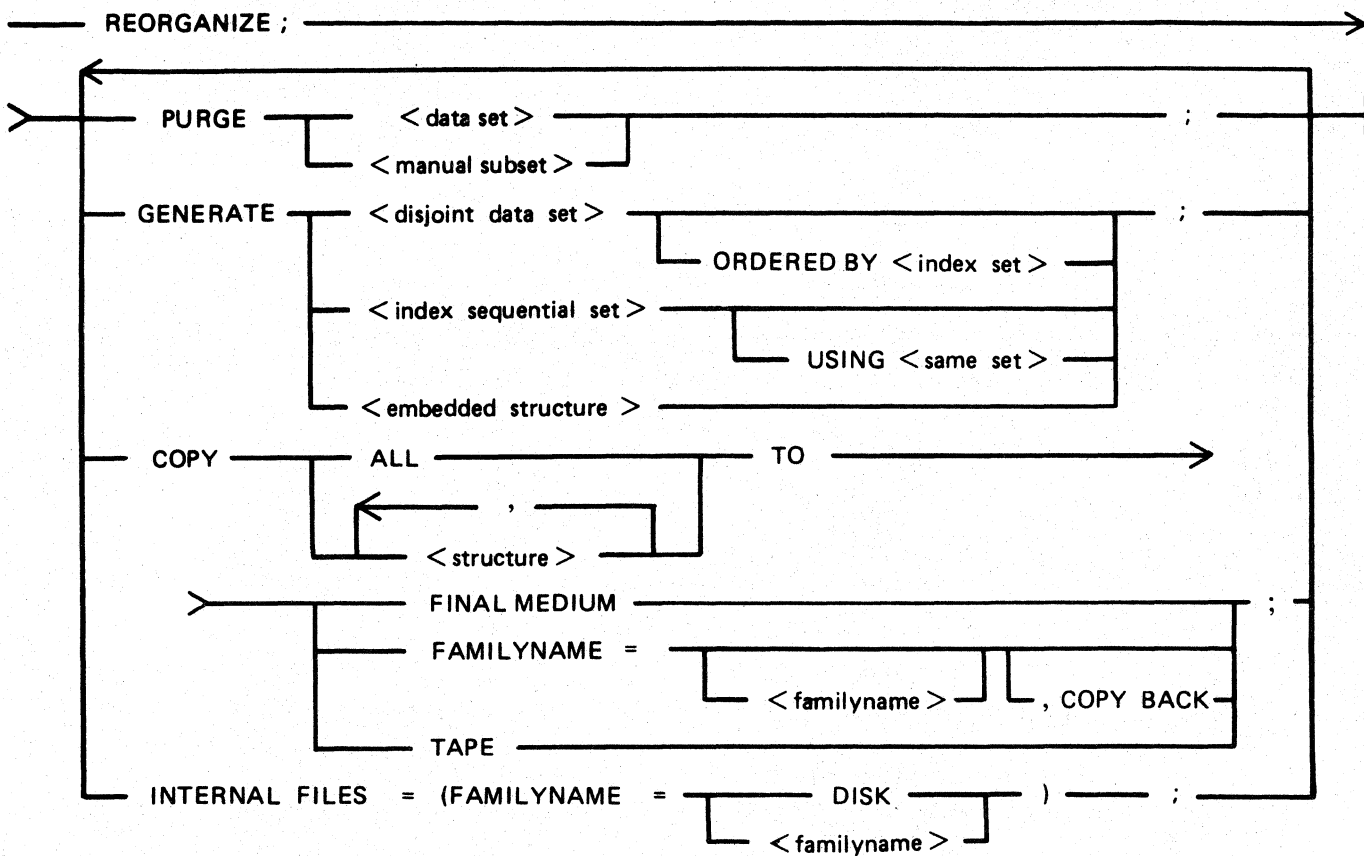 REORGANIZE ;
PURGE <data set> ;
<manual subset>
GENERATE <disjoint data set> ;
ORDERED BY <index set>
<index sequential set>
USING <same set>
<embedded structure>
COPY ALL TO
,
<structure>
FINAL MEDIUM ;
FAMILYNAME =
<familyname> , COPY BACK
TAPE
INTERNAL FILES = (FAMILYNAME = DISK ) ;
<familyname>